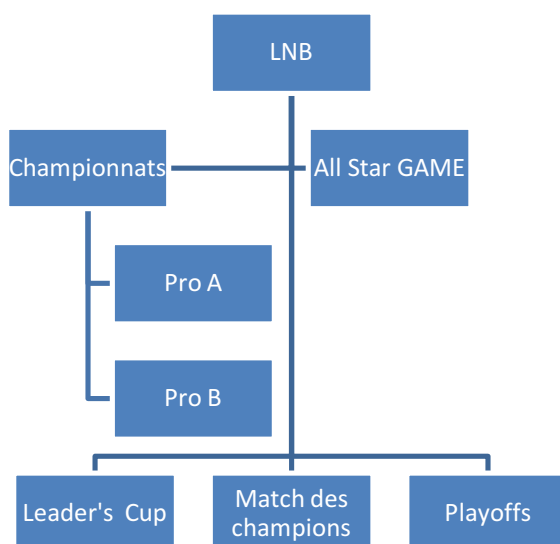 LNB
Championnats
All Star GAME
Pro A
Pro B
Leader's Cup
Match des
champions
Playoffs